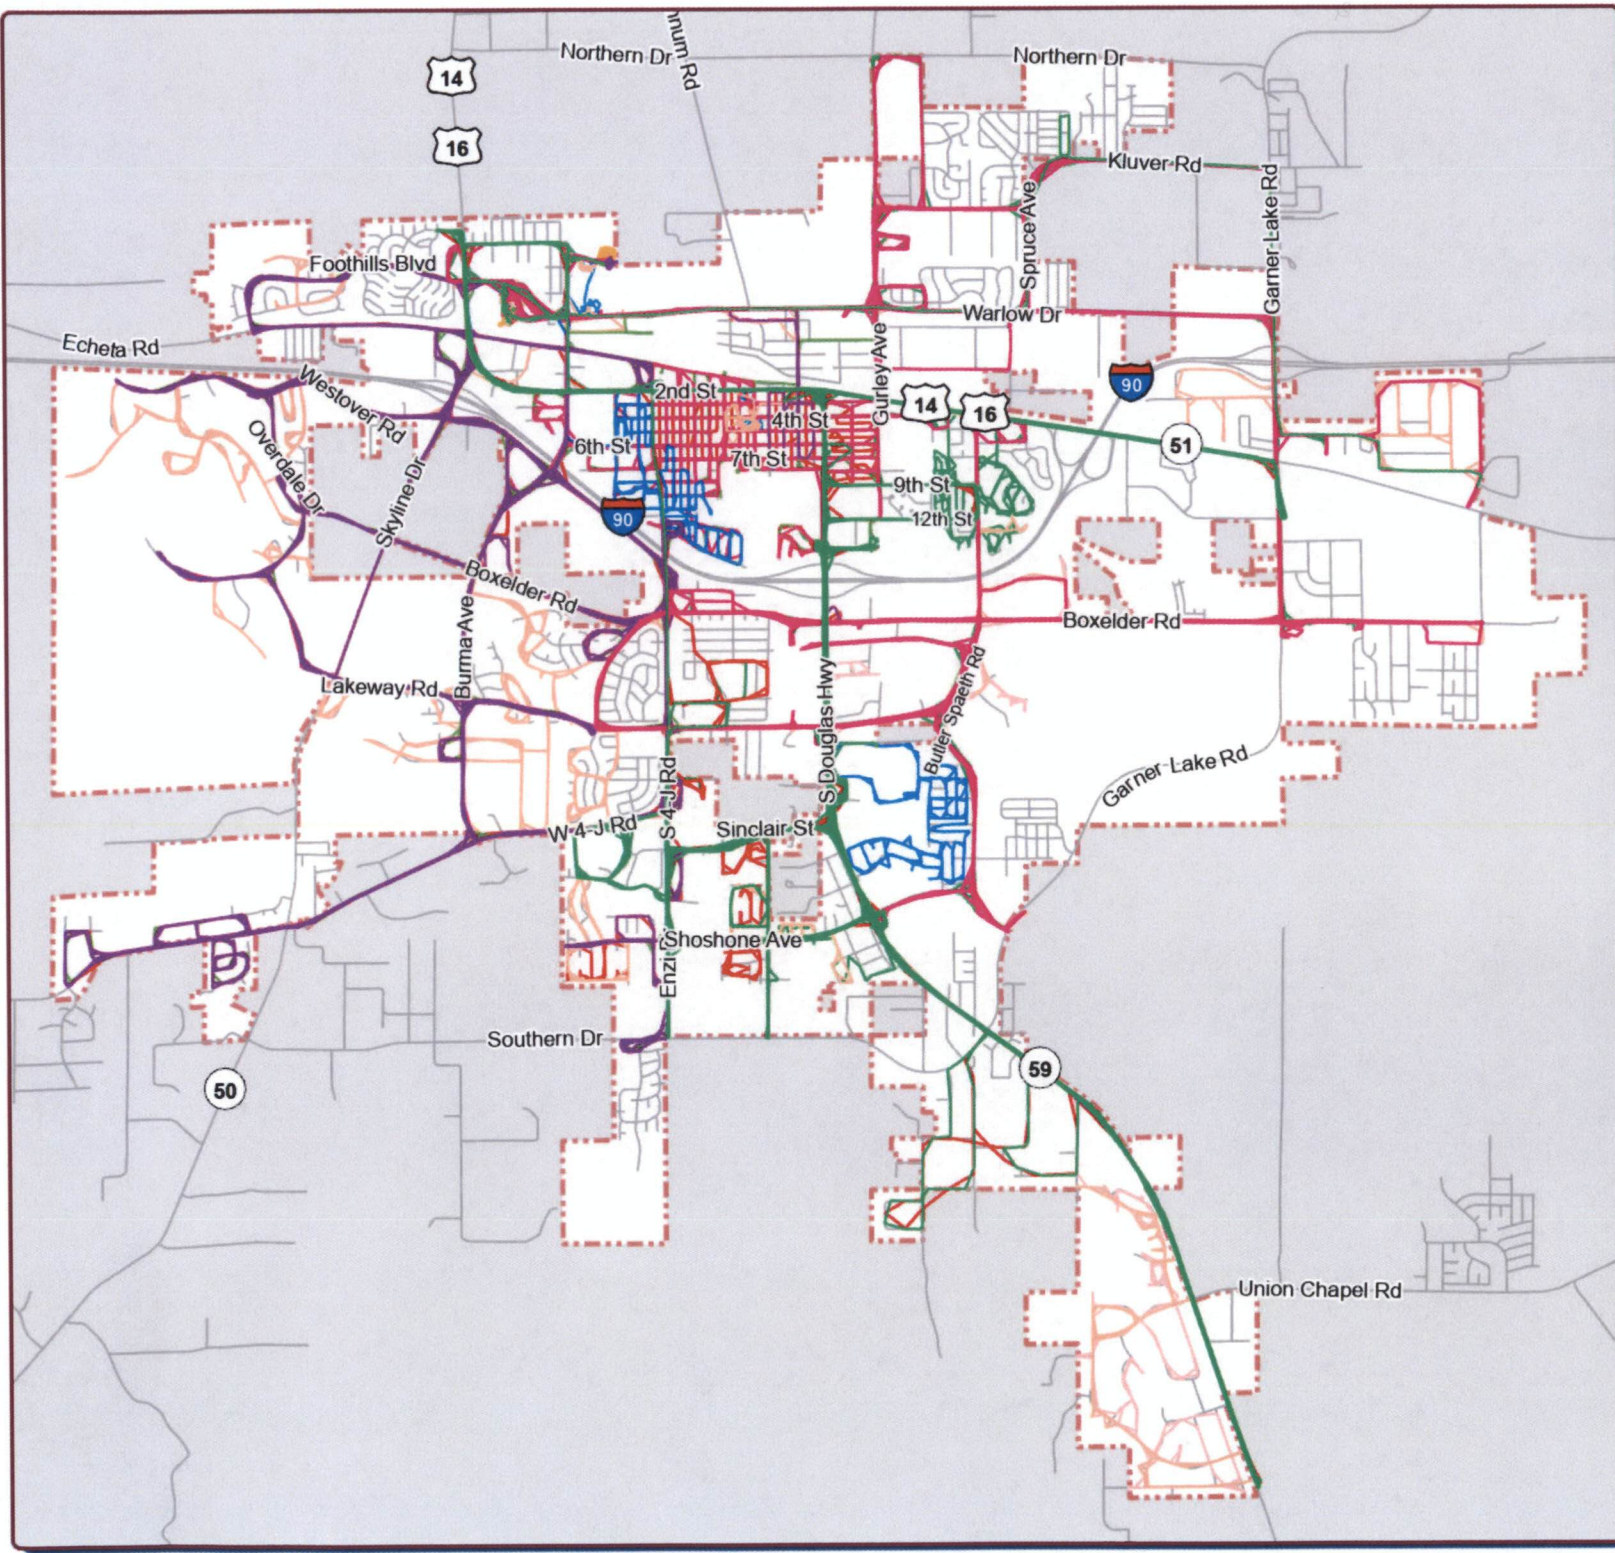 Northern Dr
Northern Dr
14
16
Kluver Rd
Garner Lake Rd
Spruce Ave
Foothills Blvd
Warlow Dr
Echeta Rd
Gurley Ave
90
Westover Rd
2nd St
14
16
4th St
51
Overdale Dr
6th St
7th St
Skyline Dr
9th St
90
12th St
Boxelder Rd
Boxelder Rd
Burma Ave
Lakeway Rd
S Douglas Hwy
Butler Spaeth Rd
Garner Lake Rd
S 4-J Rd
W 4-J Rd
Sinclair St
Shoshone Ave
Enzi
Southern Dr
59
50
Union Chapel Rd